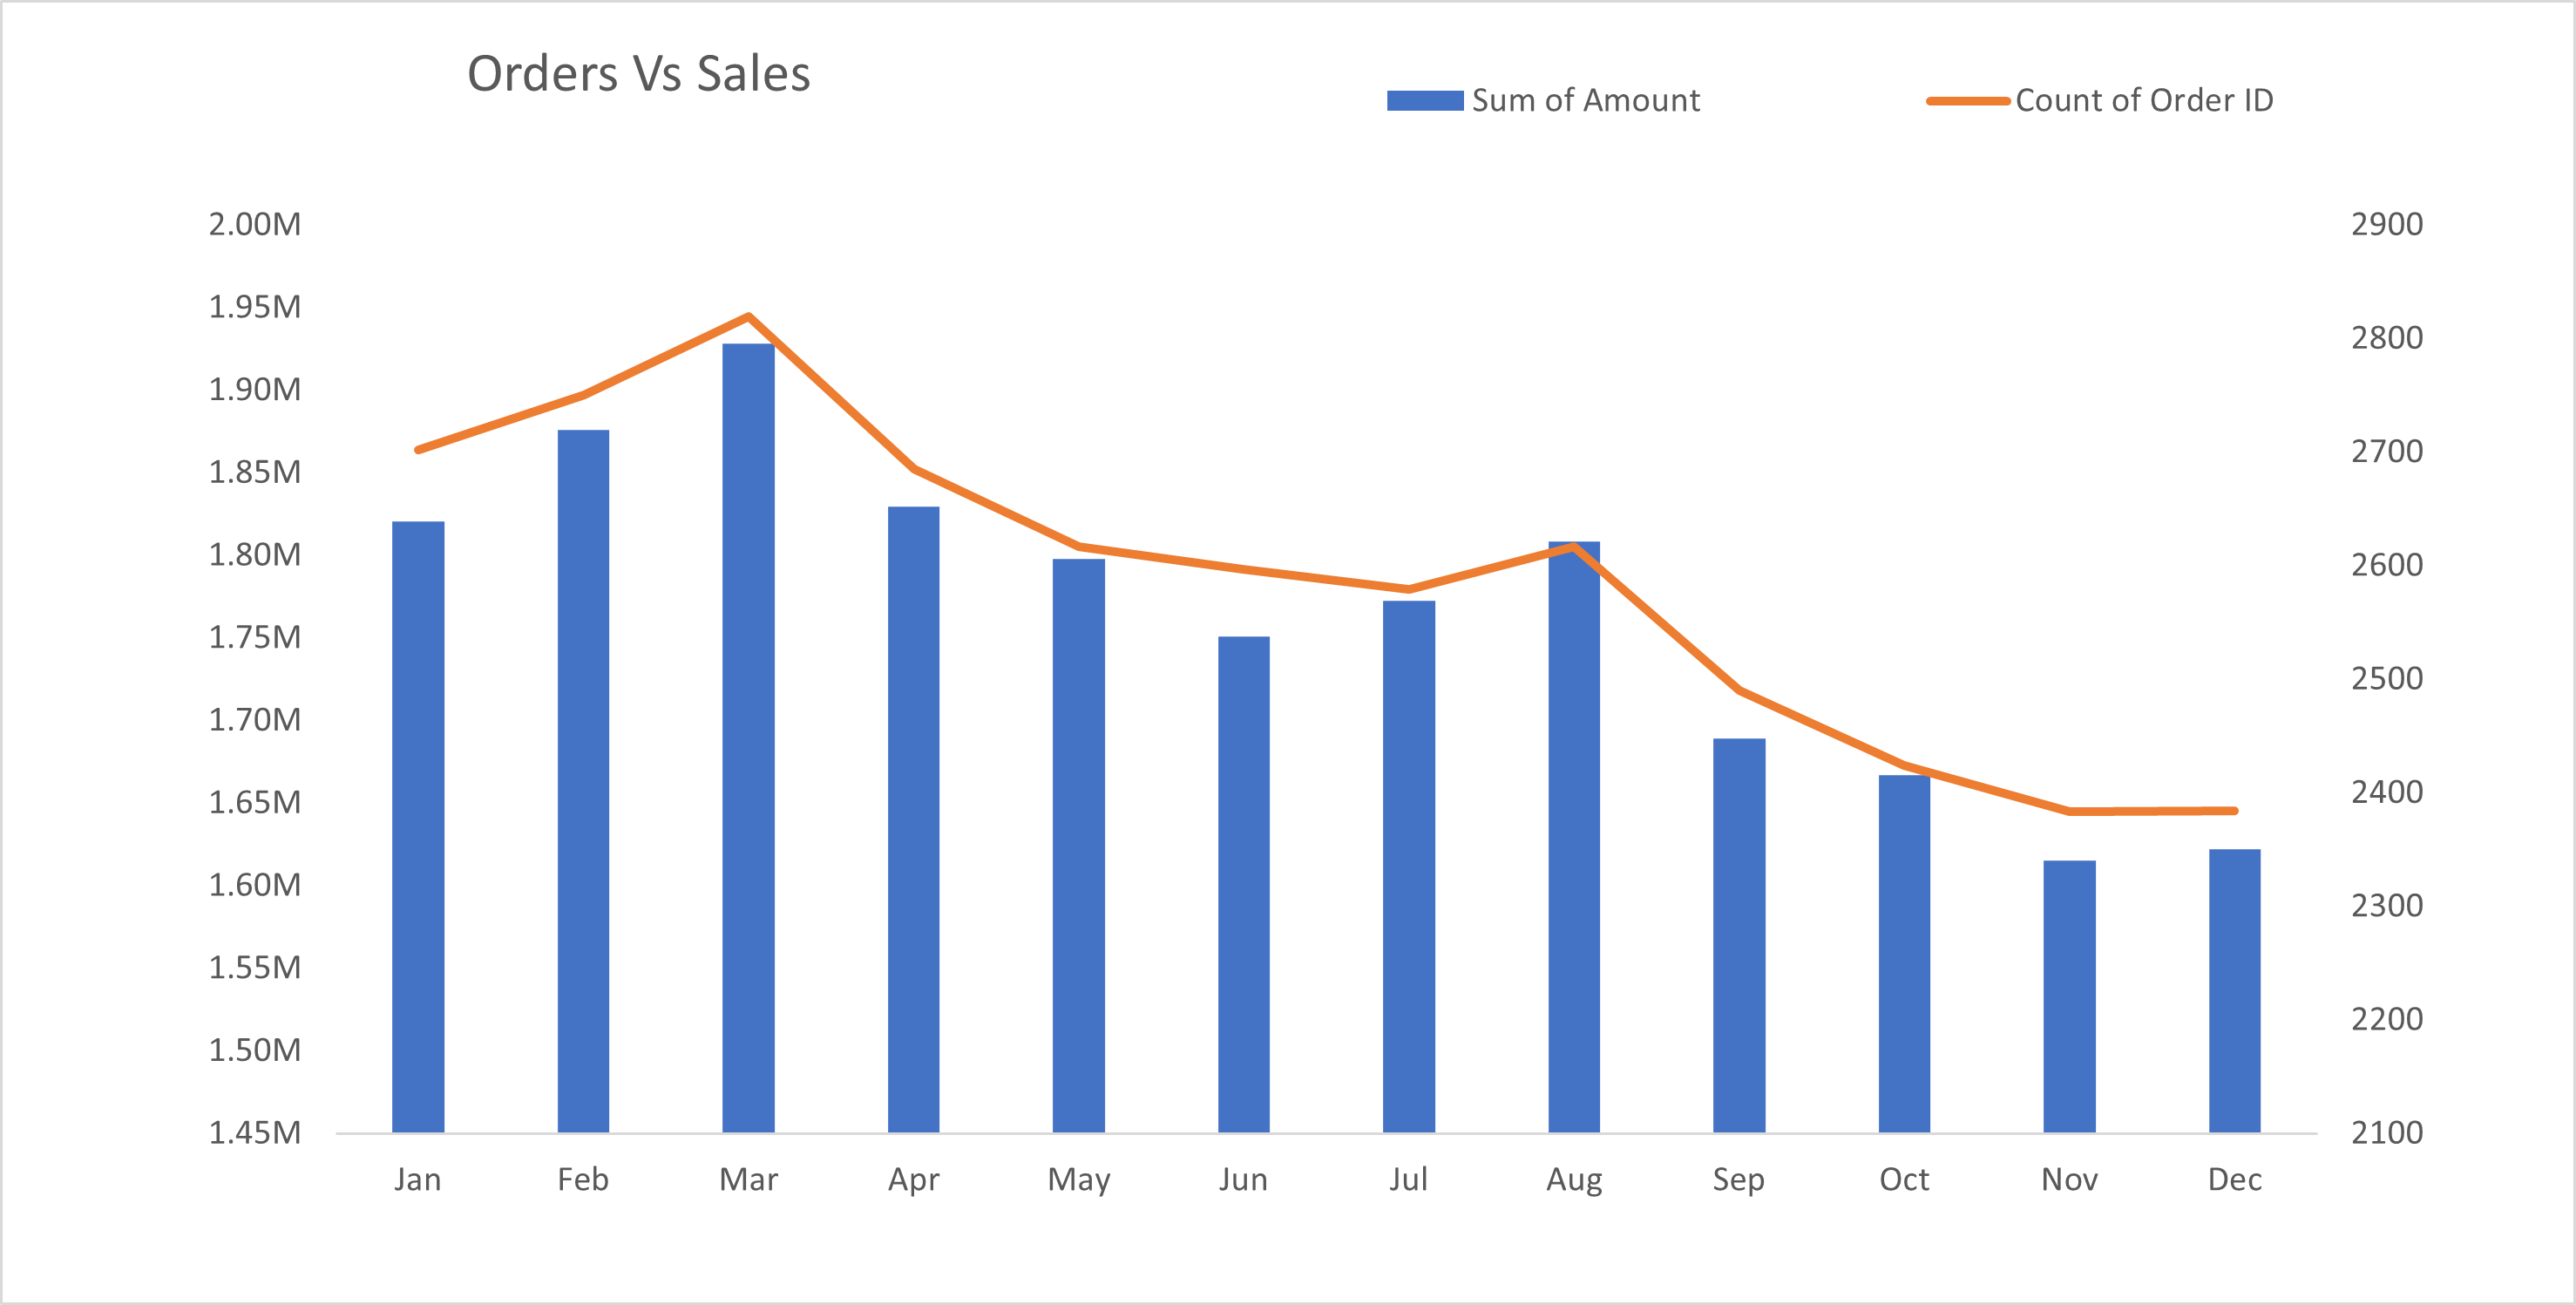 Orders Vs Sales
Sum of Amount
Count of Order ID
2.00M
1.95M
1.90M
1.85M
1.80M
1.75M
1.70M
1.65M
1.60M
1.55M
1.50M
1.45M
2900
2800
2700
2600
2500
2400
2300
2200
2100
Jan Feb Mar Apr May Jun Jul Aug Sep Oct Nov Dec